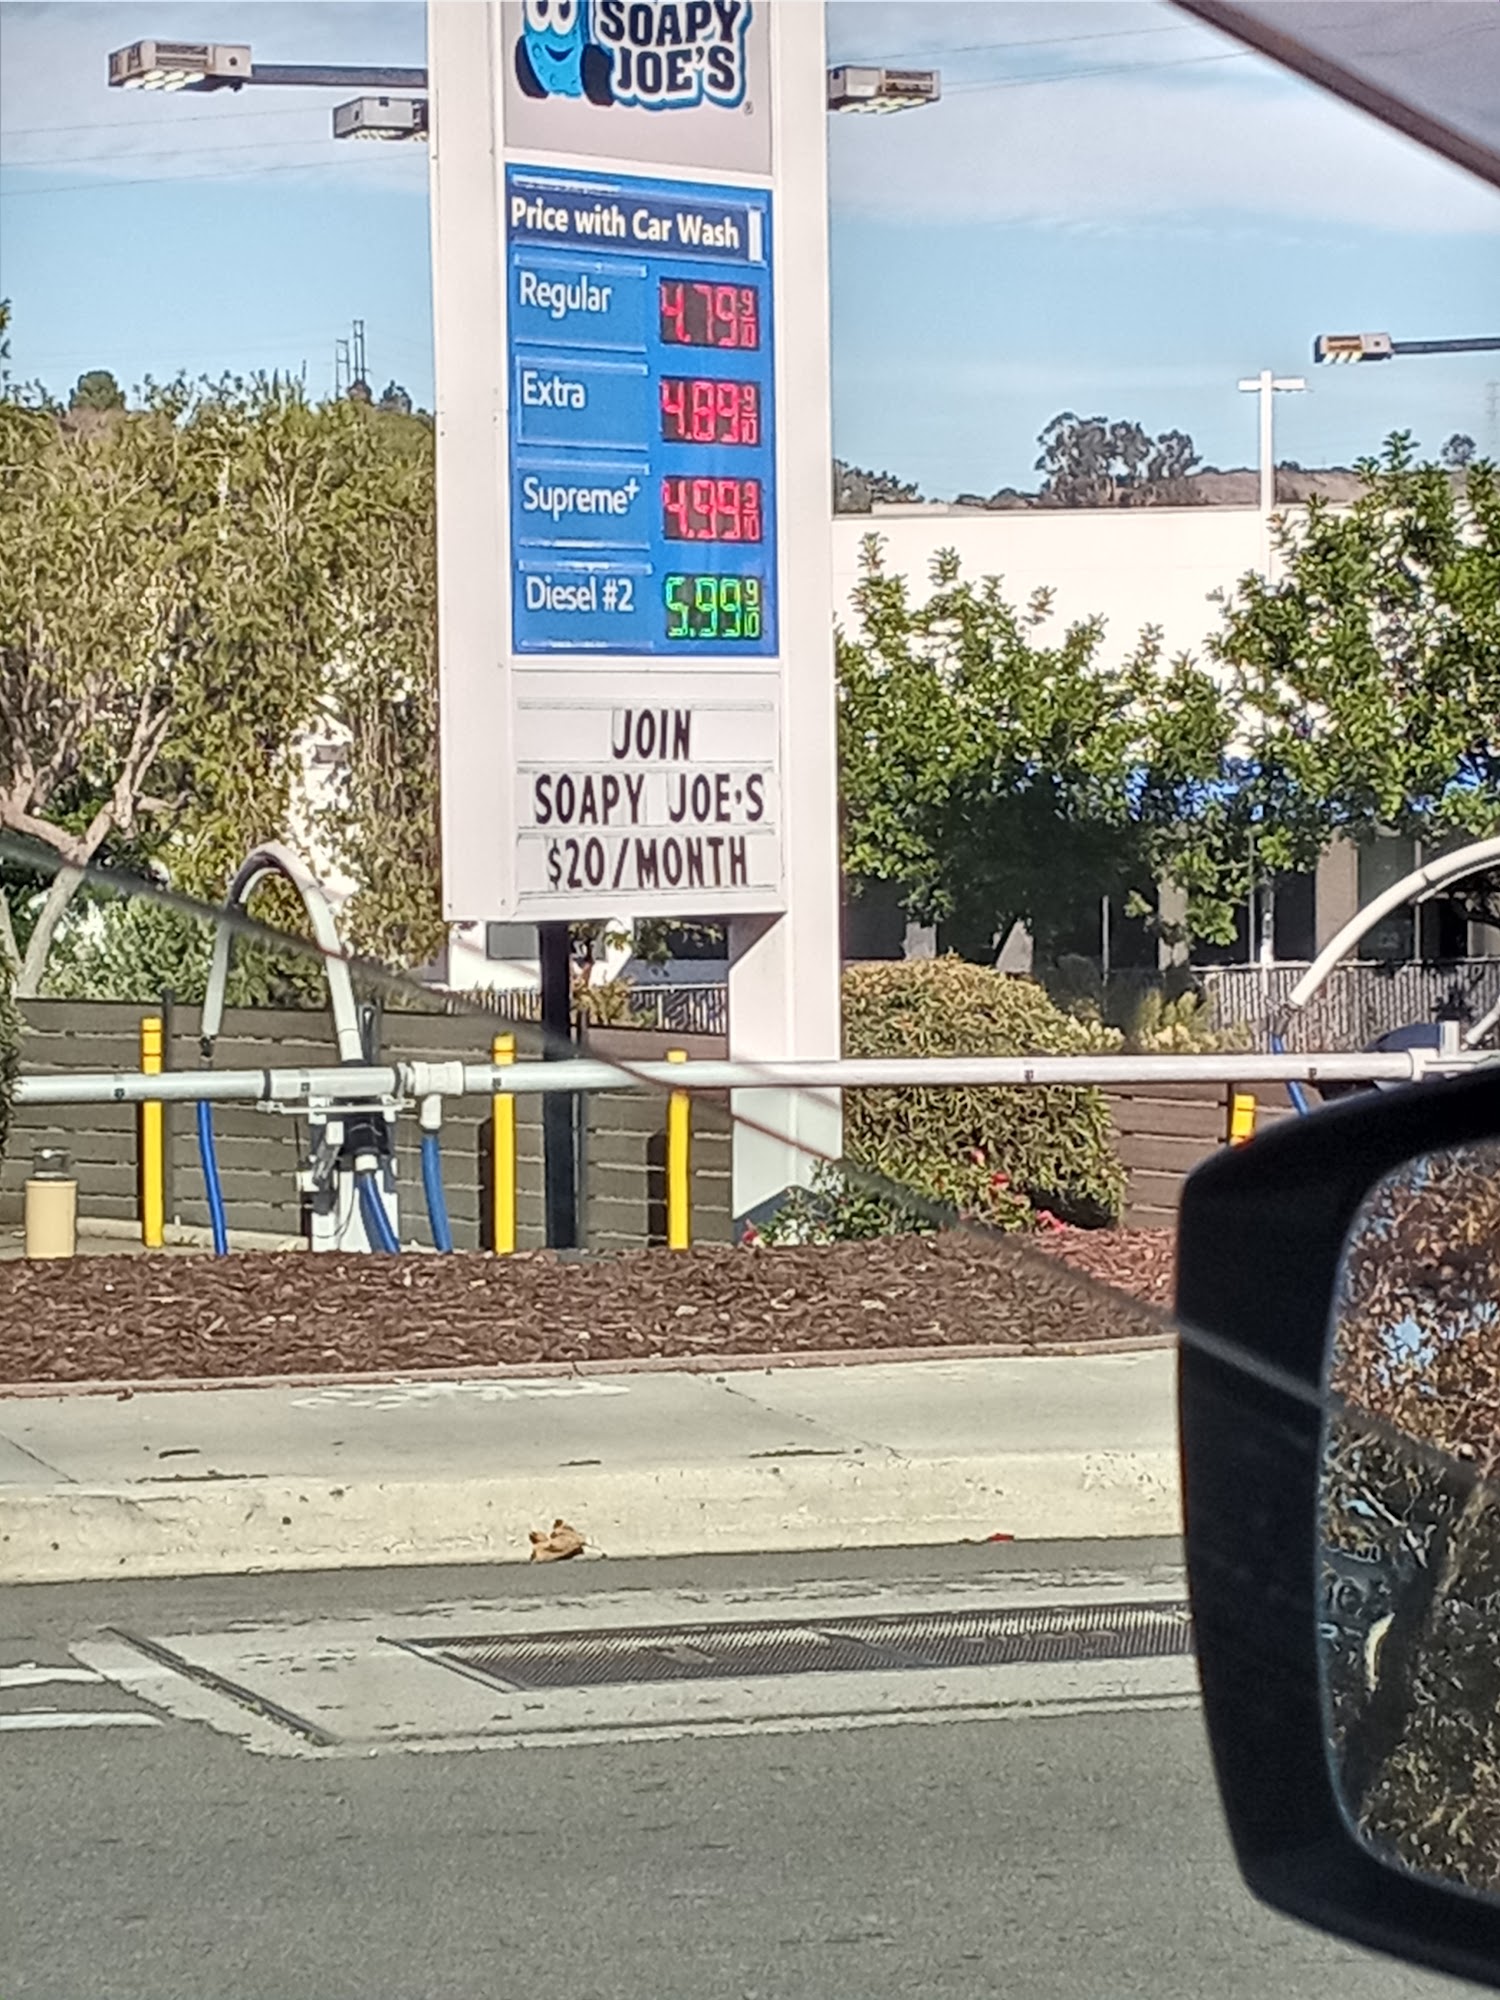 SOAPY
JOE'S
Price with Car Wash
Regular 4.79 9/10
Extra 4.89 9/10
Supreme+ 4.99 9/10
Diesel #2 5.99 9/10
JOIN
SOAPY JOE'S
$20/MONTH